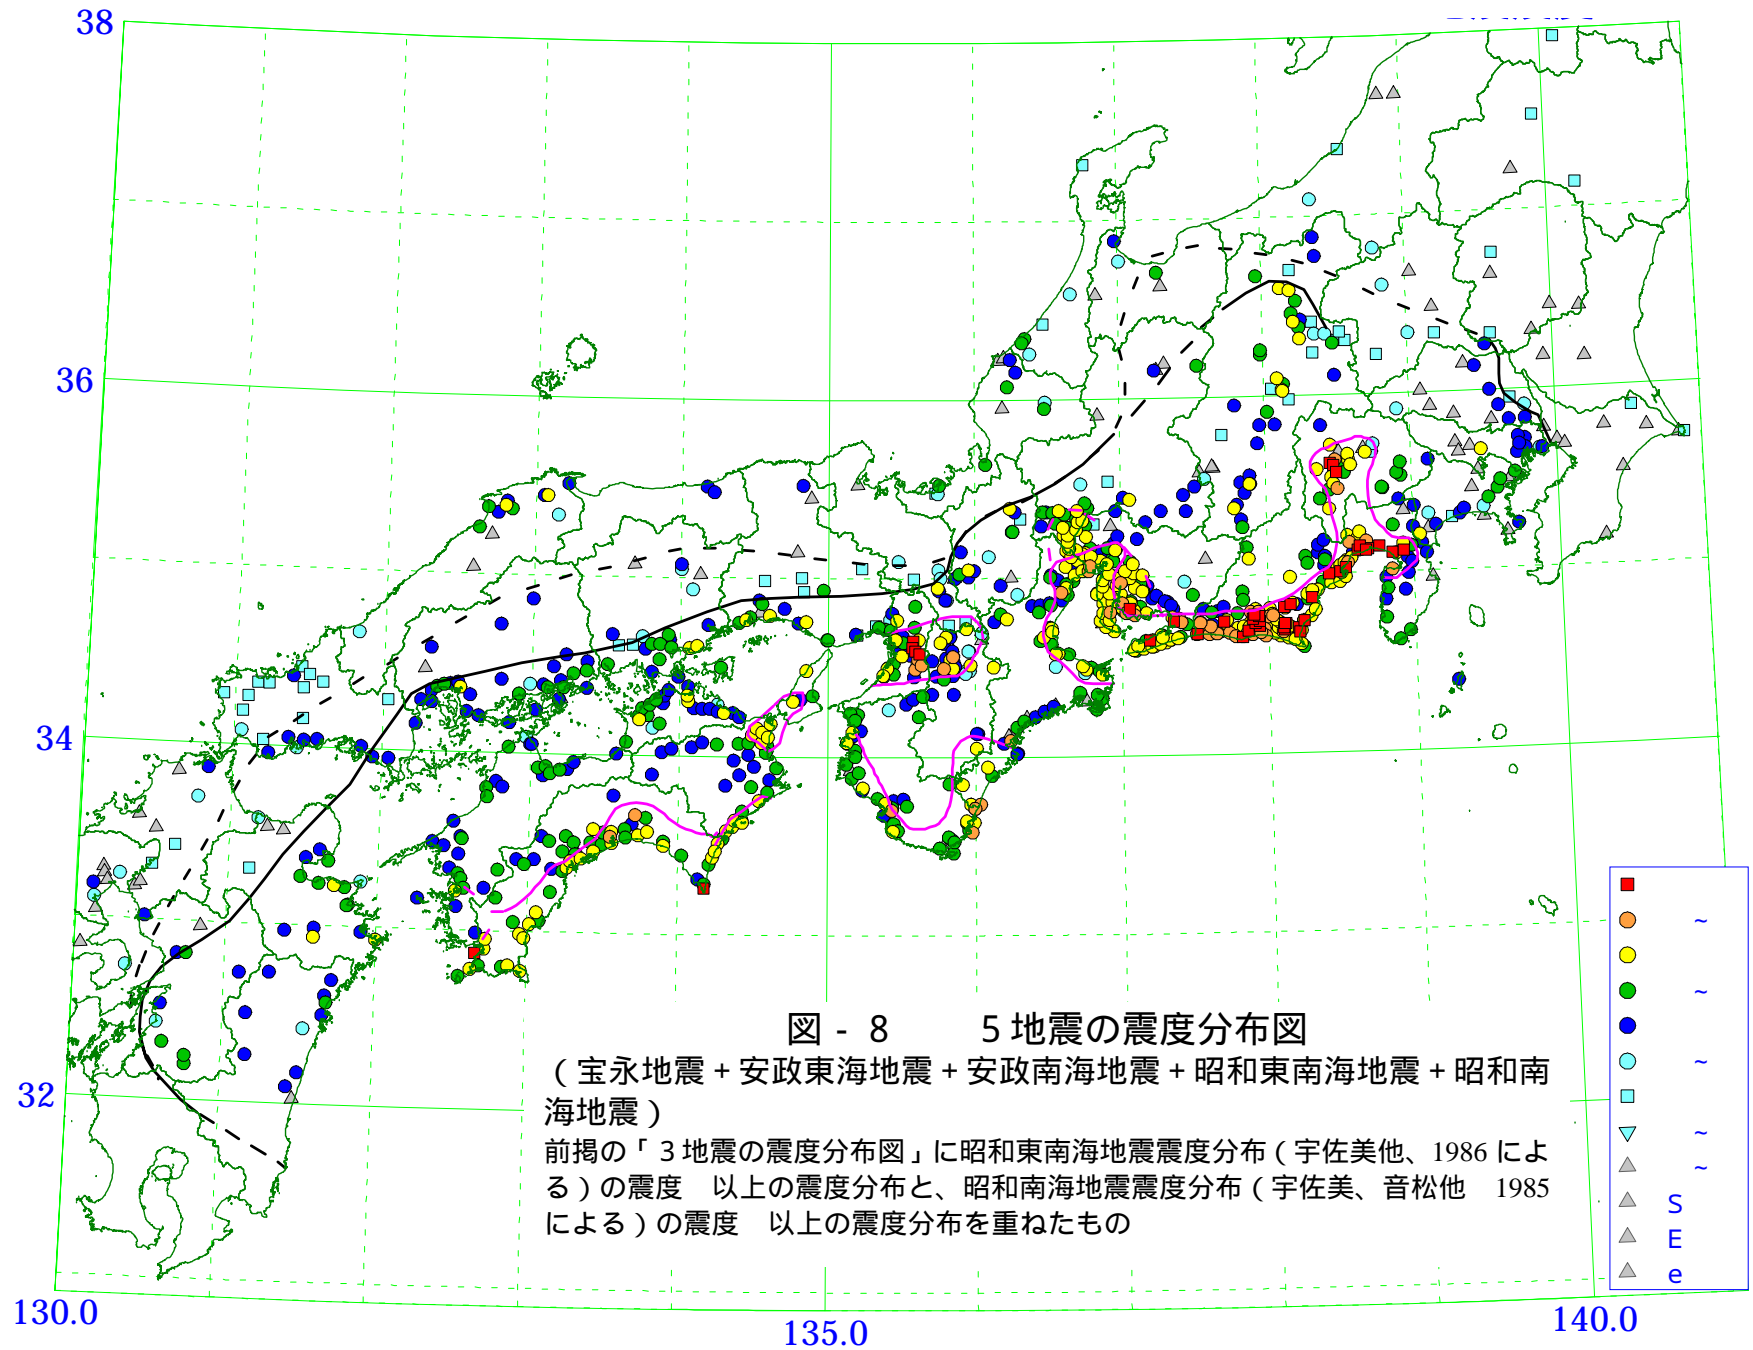 38
36
34
32
130.0
135.0
140.0
図 - 8　　5地震の震度分布図
（宝永地震+安政東海地震+安政南海地震+昭和東南海地震+昭和南
海地震）
前掲の「３地震の震度分布図」に昭和東南海地震震度分布（宇佐美他、1986 によ
る）の震度　以上の震度分布と、昭和南海地震震度分布（宇佐美、音松他　1985
による）の震度　以上の震度分布を重ねたもの
~
~
~
~
~
S
E
e